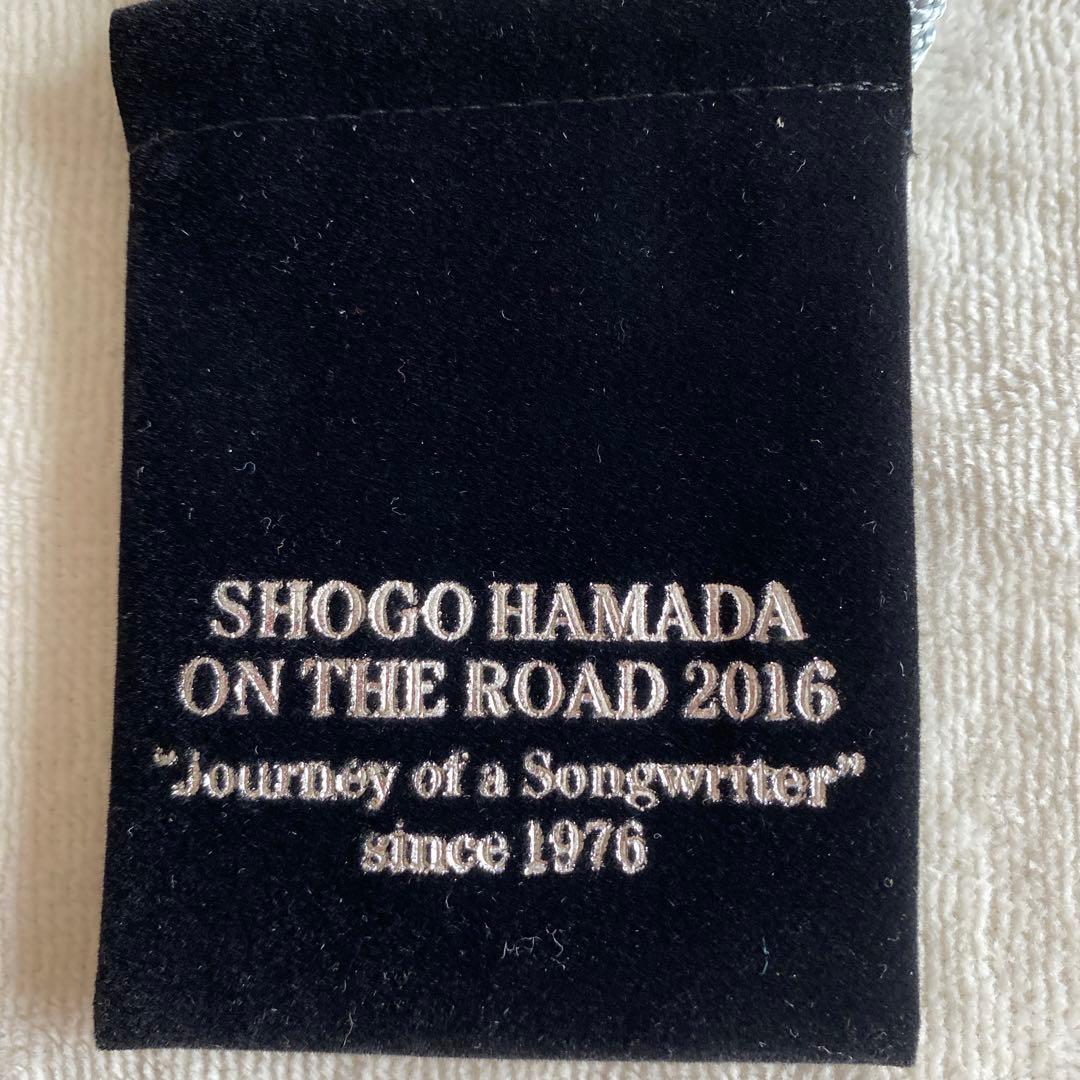 SHOGO HAMADA
ON THE ROAD 2016
“Journey of a Songwriter”
since 1976